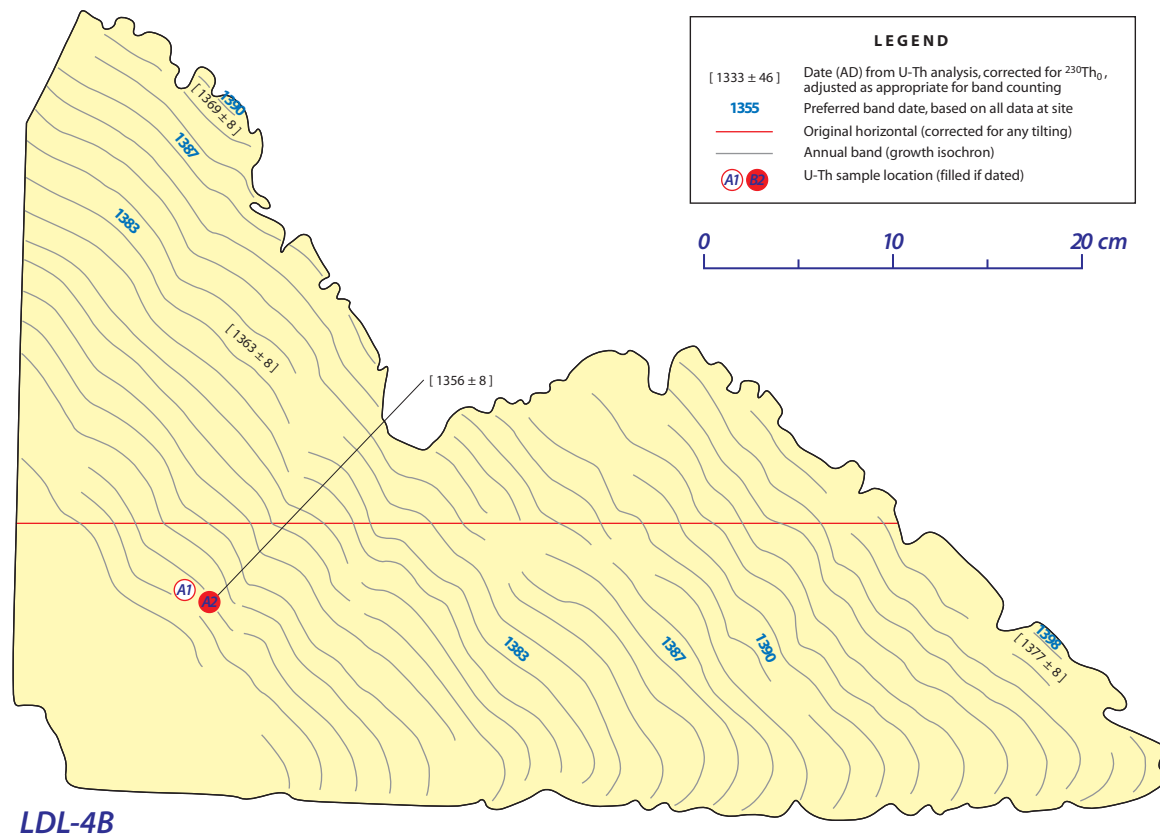 LEGEND
[ 1333 ± 46 ] Date (AD) from U-Th analysis, corrected for ²³⁰Th₀ ,
adjusted as appropriate for band counting
1355 Preferred band date, based on all data at site
Original horizontal (corrected for any tilting)
Annual band (growth isochron)
A1 B2 U-Th sample location (filled if dated)
0 10 20 cm
1390
[ 1369 ± 8 ]
1387
1383
[ 1363 ± 8 ]
[ 1356 ± 8 ]
A1 A2
1383
1387
1390
1398
[ 1377 ± 8 ]
LDL-4B